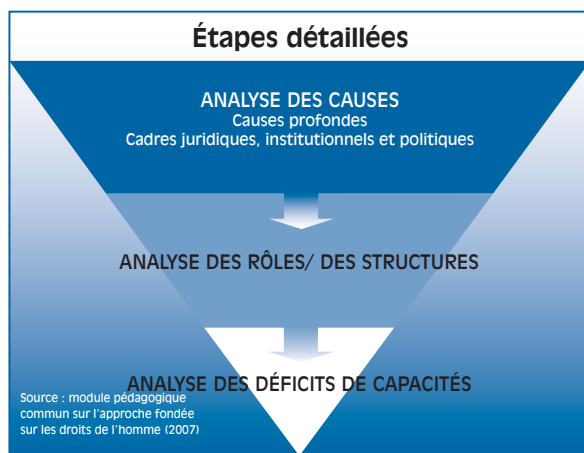 Étapes détaillées
ANALYSE DES CAUSES
Causes profondes
Cadres juridiques, institutionnels et politiques
ANALYSE DES RÔLES/ DES STRUCTURES
ANALYSE DES DÉFICITS DE CAPACITÉS
Source : module pédagogique
commun sur l’approche fondée
sur les droits de l’homme (2007)